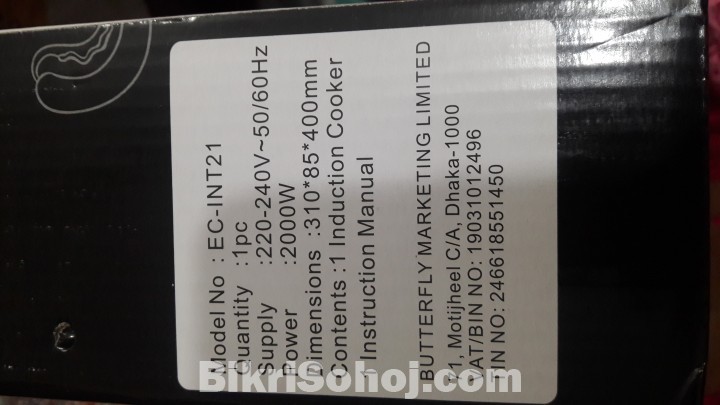 Model No : EC-INT21
Quantity :1pc
Supply :220-240V~50/60Hz
Power :2000W
Dimensions :310*85*400mm
Contents :1 Induction Cooker
1 Instruction Manual
BUTTERFLY MARKETING LIMITED
71, Motijheel C/A, Dhaka-1000
VAT/BIN NO: 19031012496
TIN NO: 246618551450
BikriSohoj.com